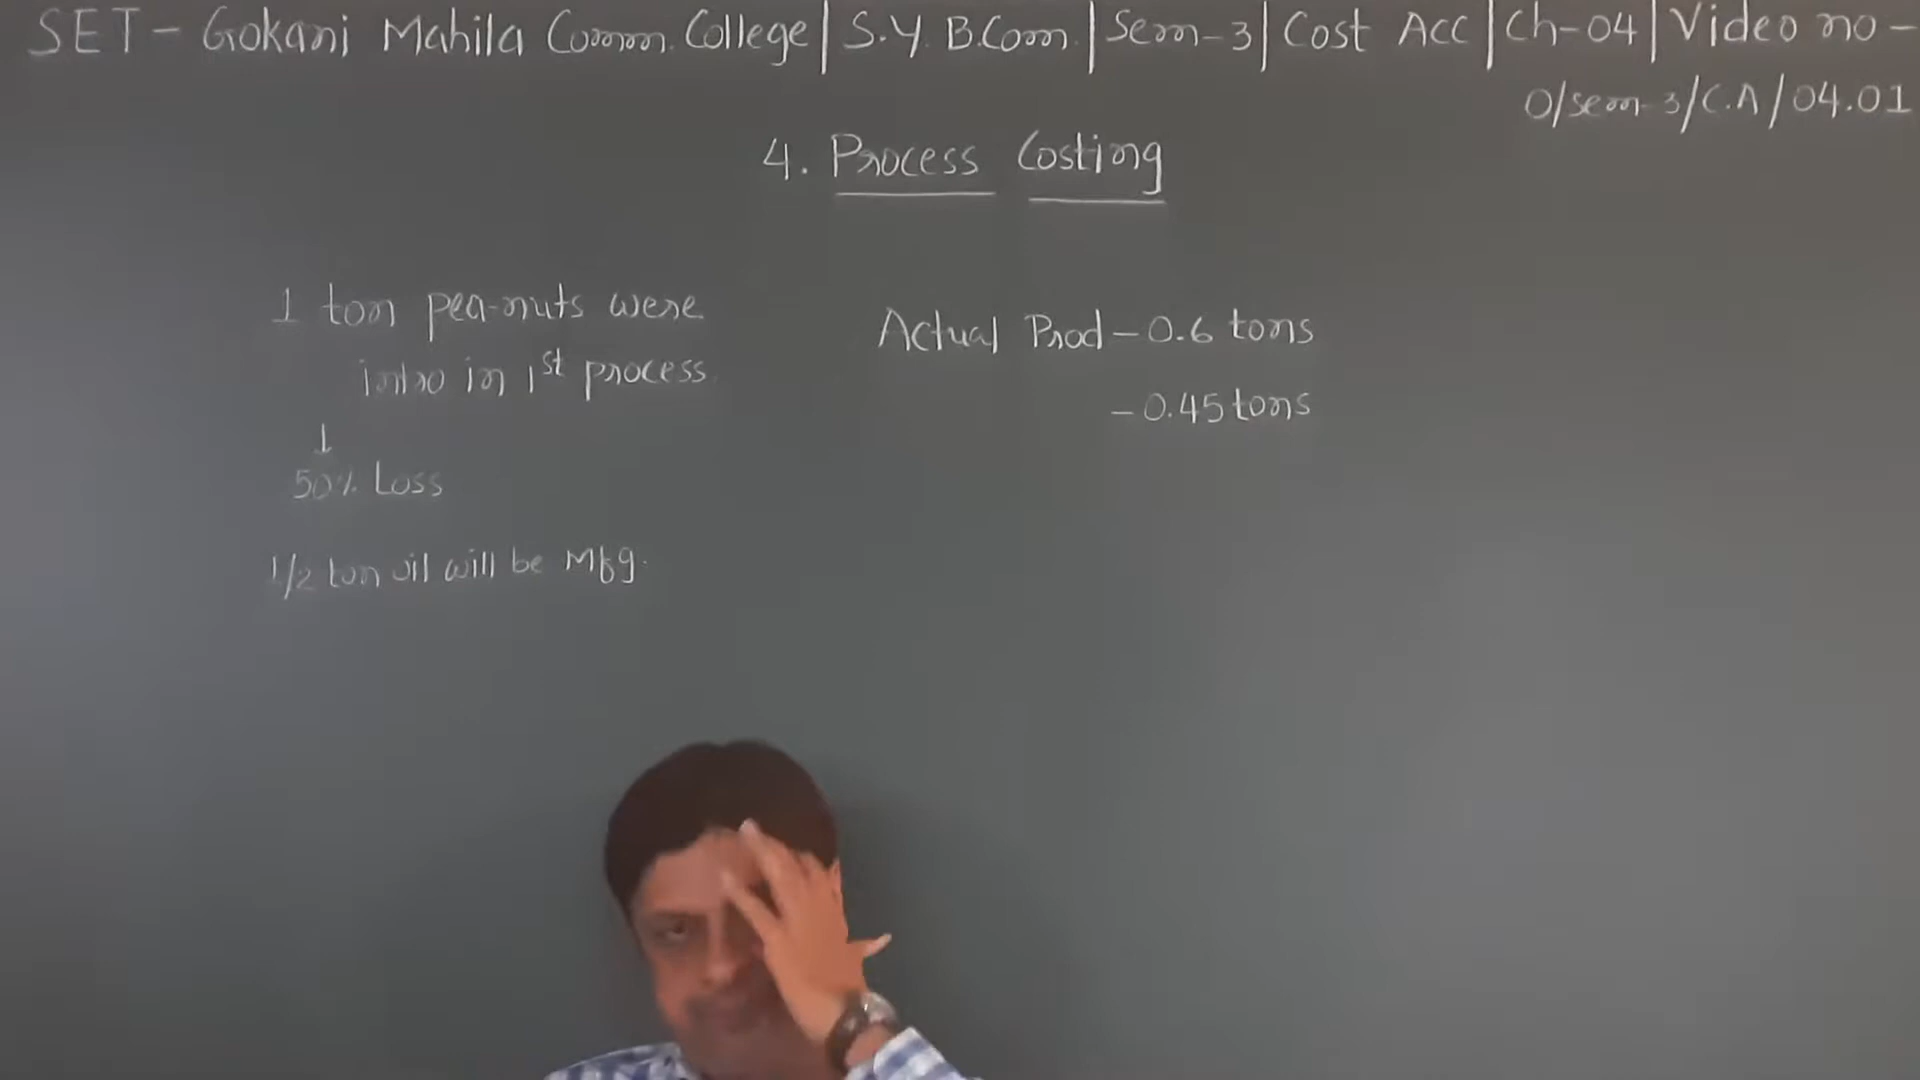 SET - Gokani Mahila Comm. College | S.Y. B.Com. | Sem-3 | Cost Acc | Ch-04 | Video no -
O/sem-3/C.A/04.01
4. Process Costing
1 ton pea-nuts were
intro in 1st process
↓
50% Loss
1/2 ton oil will be Mfg.
Actual Prod - 0.6 tons
- 0.45 tons